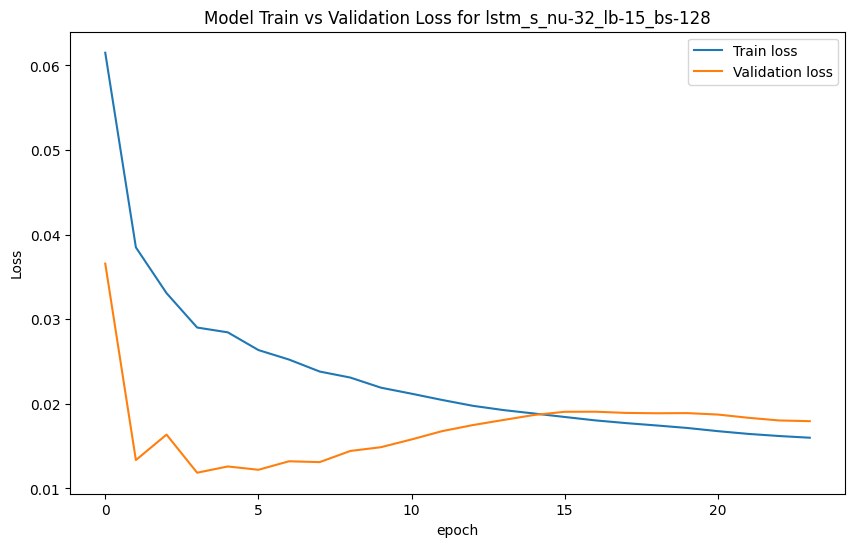 Model Train vs Validation Loss for lstm_s_nu-32_lb-15_bs-128
Train loss
Validation loss
0.06
0.05
0.04
0.03
0.02
0.01
Loss
0 5 10 15 20
epoch